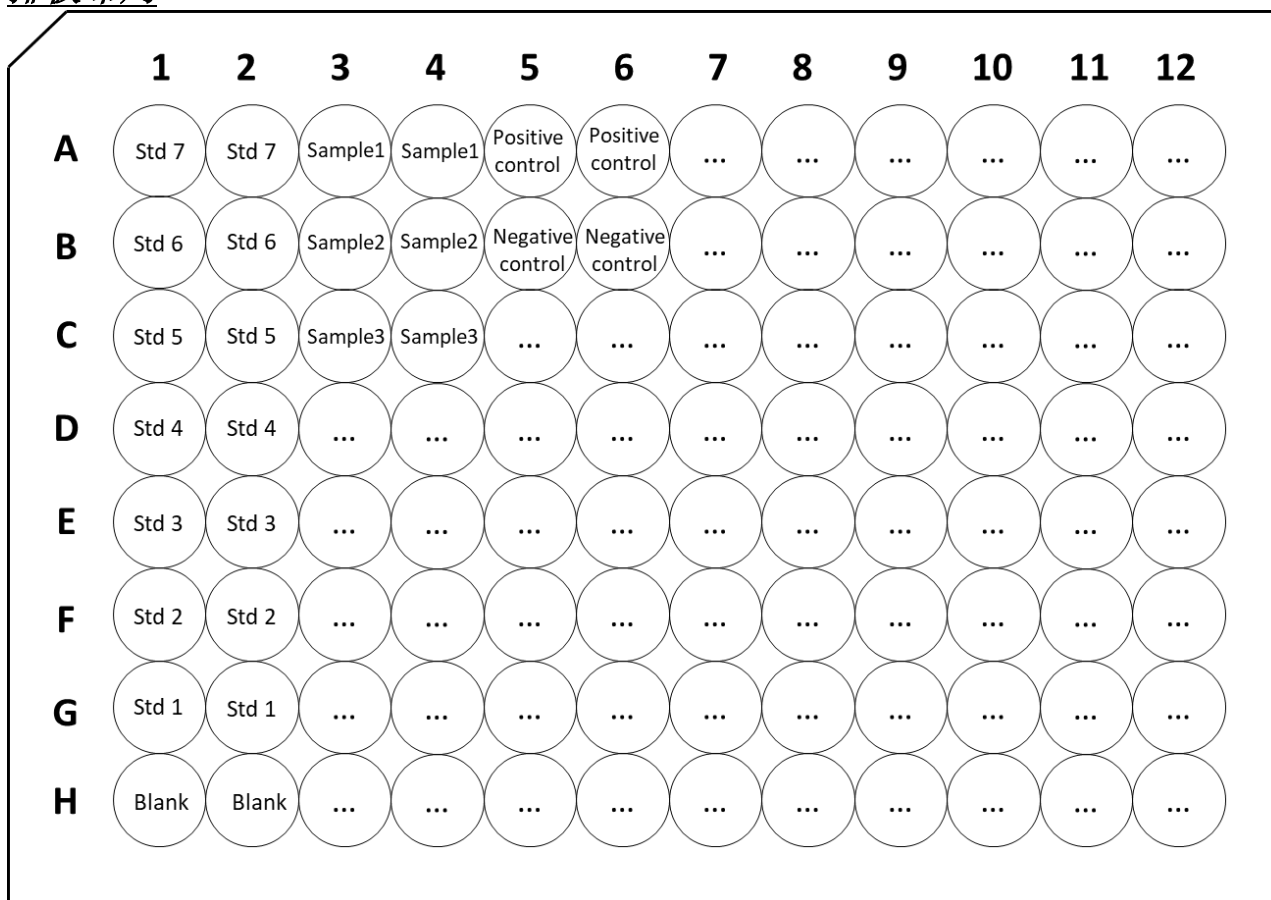 1 2 3 4 5 6 7 8 9 10 11 12
A Std 7 Std 7 Sample1 Sample1 Positive control Positive control ... ... ... ... ... ...
B Std 6 Std 6 Sample2 Sample2 Negative control Negative control ... ... ... ... ... ...
C Std 5 Std 5 Sample3 Sample3 ... ... ... ... ... ... ... ...
D Std 4 Std 4 ... ... ... ... ... ... ... ... ... ...
E Std 3 Std 3 ... ... ... ... ... ... ... ... ... ...
F Std 2 Std 2 ... ... ... ... ... ... ... ... ... ...
G Std 1 Std 1 ... ... ... ... ... ... ... ... ... ...
H Blank Blank ... ... ... ... ... ... ... ... ... ...